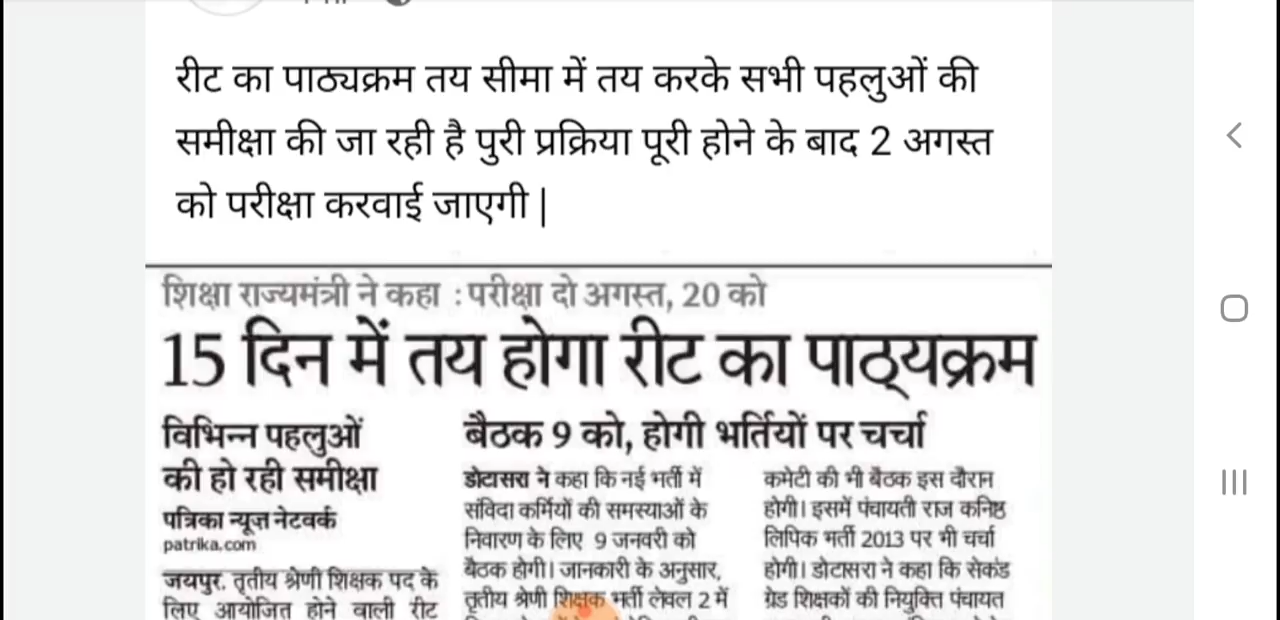 रीट का पाठ्यक्रम तय सीमा में तय करके सभी पहलुओं की
समीक्षा की जा रही है पुरी प्रक्रिया पूरी होने के बाद 2 अगस्त
को परीक्षा करवाई जाएगी |
शिक्षा राज्यमंत्री ने कहा : परीक्षा दो अगस्त, 20 को
15 दिन में तय होगा रीट का पाठ्यक्रम
विभिन्न पहलुओं
की हो रही समीक्षा
पत्रिका न्यूज़ नेटवर्क
patrika.com
जयपुर. तृतीय श्रेणी शिक्षक पद के
लिए आयोजित होने वाली रीट
बैठक 9 को, होगी भर्तियों पर चर्चा
डोटासरा ने कहा कि नई भर्ती में
संविदा कर्मियों की समस्याओं के
निवारण के लिए 9 जनवरी को
बैठक होगी। जानकारी के अनुसार,
तृतीय श्रेणी शिक्षक भर्ती लेवल 2 में
कमेटी की भी बैठक इस दौरान
होगी। इसमें पंचायती राज कनिष्ठ
लिपिक भर्ती 2013 पर भी चर्चा
होगी। डोटासरा ने कहा कि सेकंड
ग्रेड शिक्षकों की नियुक्ति पंचायत